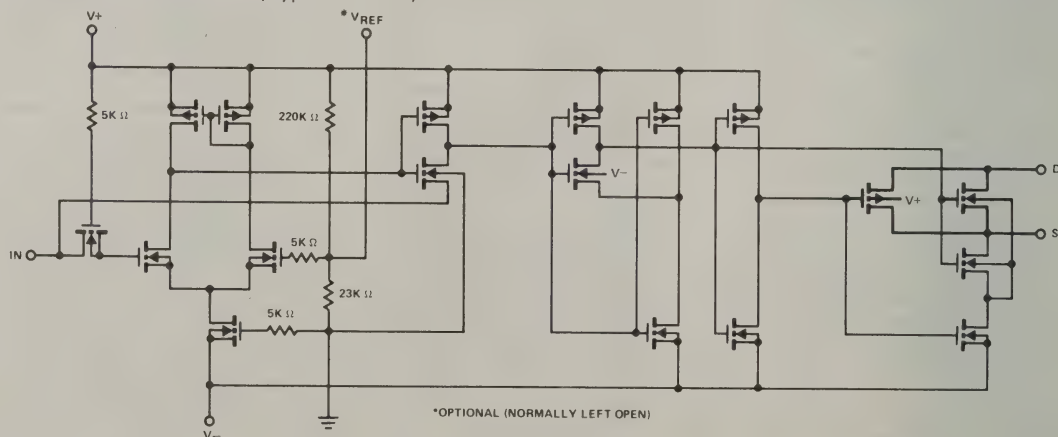 V+
* VREF
5K Ω
220K Ω
V−
D
V+
IN
5K Ω
S
23K Ω
5K Ω
*OPTIONAL (NORMALLY LEFT OPEN)